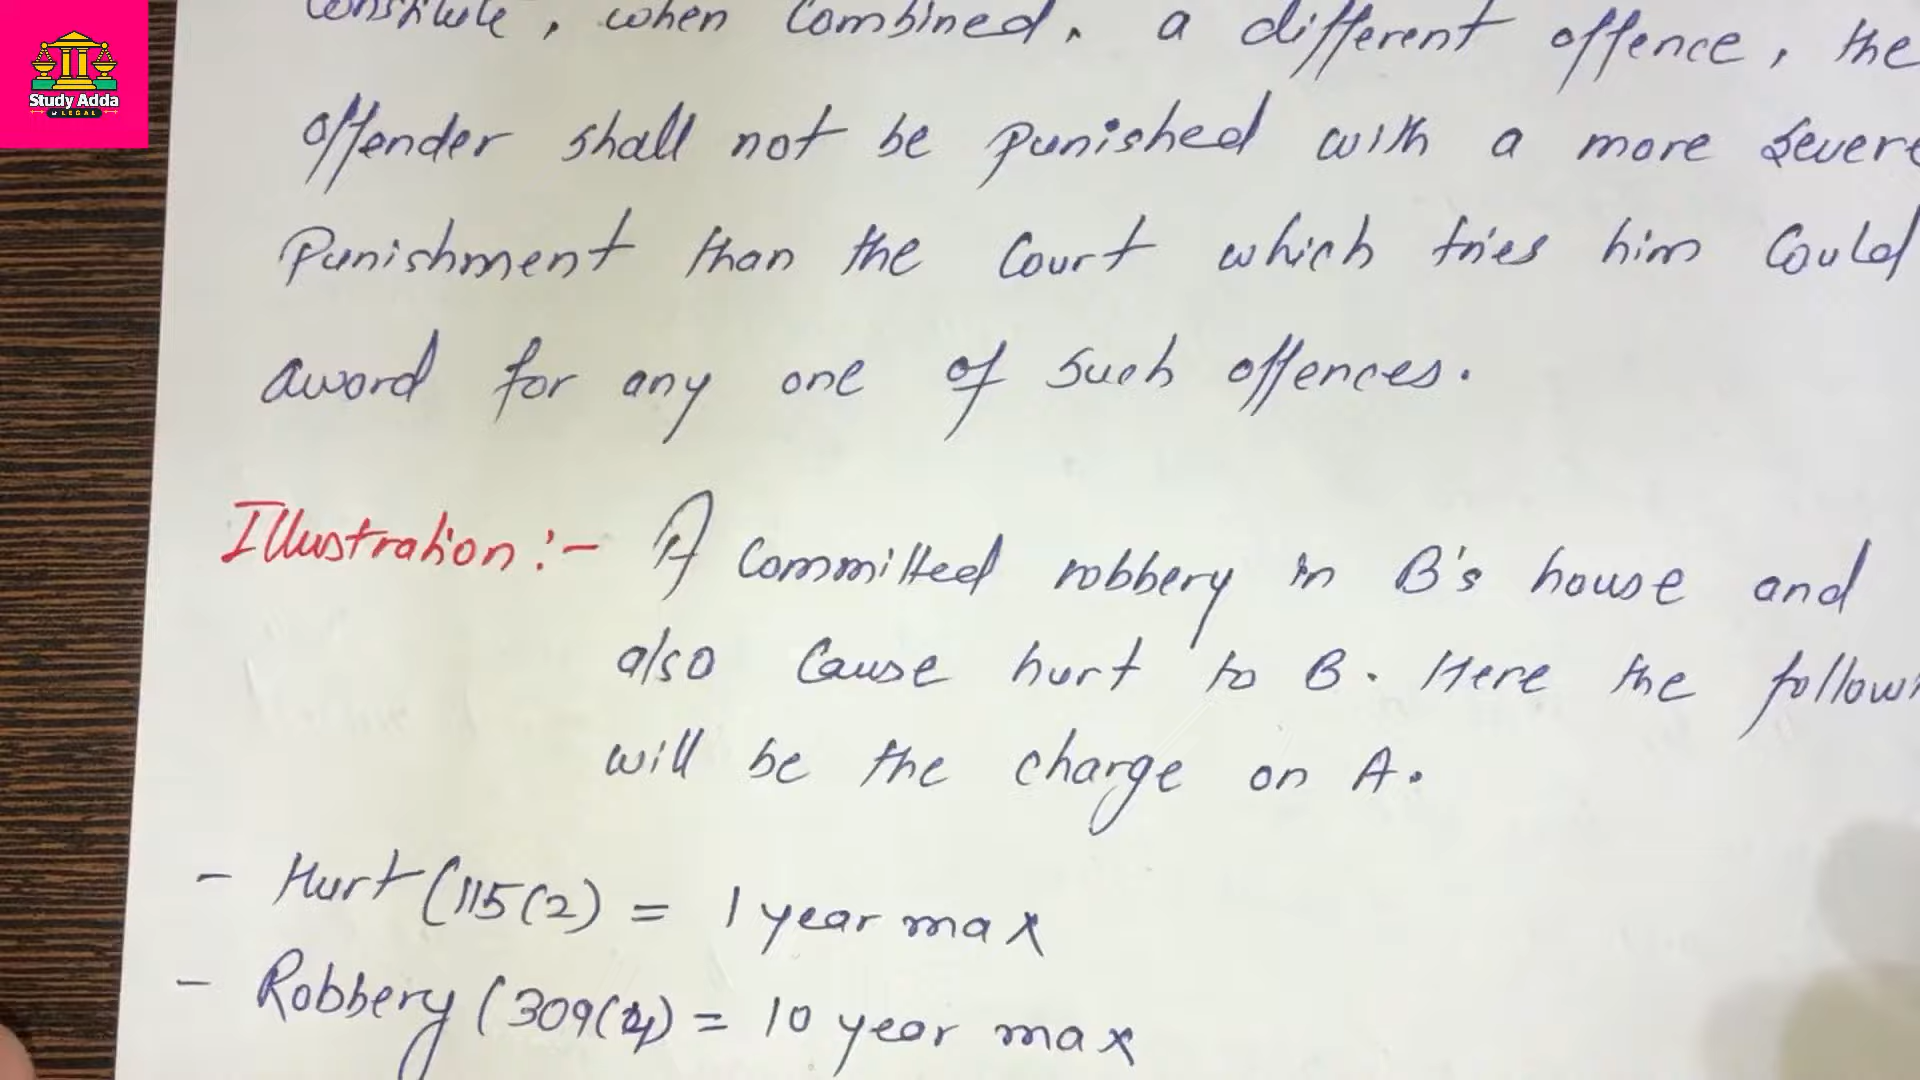 Study Adda
LEGAL
constitute, when Combined, a different offence, the
offender shall not be punished with a more severe
Punishment than the Court which tries him Could
award for any one of such offences.
Illustration :- A Committed robbery in B's house and
also Cause hurt to B. Here the follow
will be the charge on A.
- Hurt (115(2) = 1 year max
- Robbery (309(4) = 10 year max